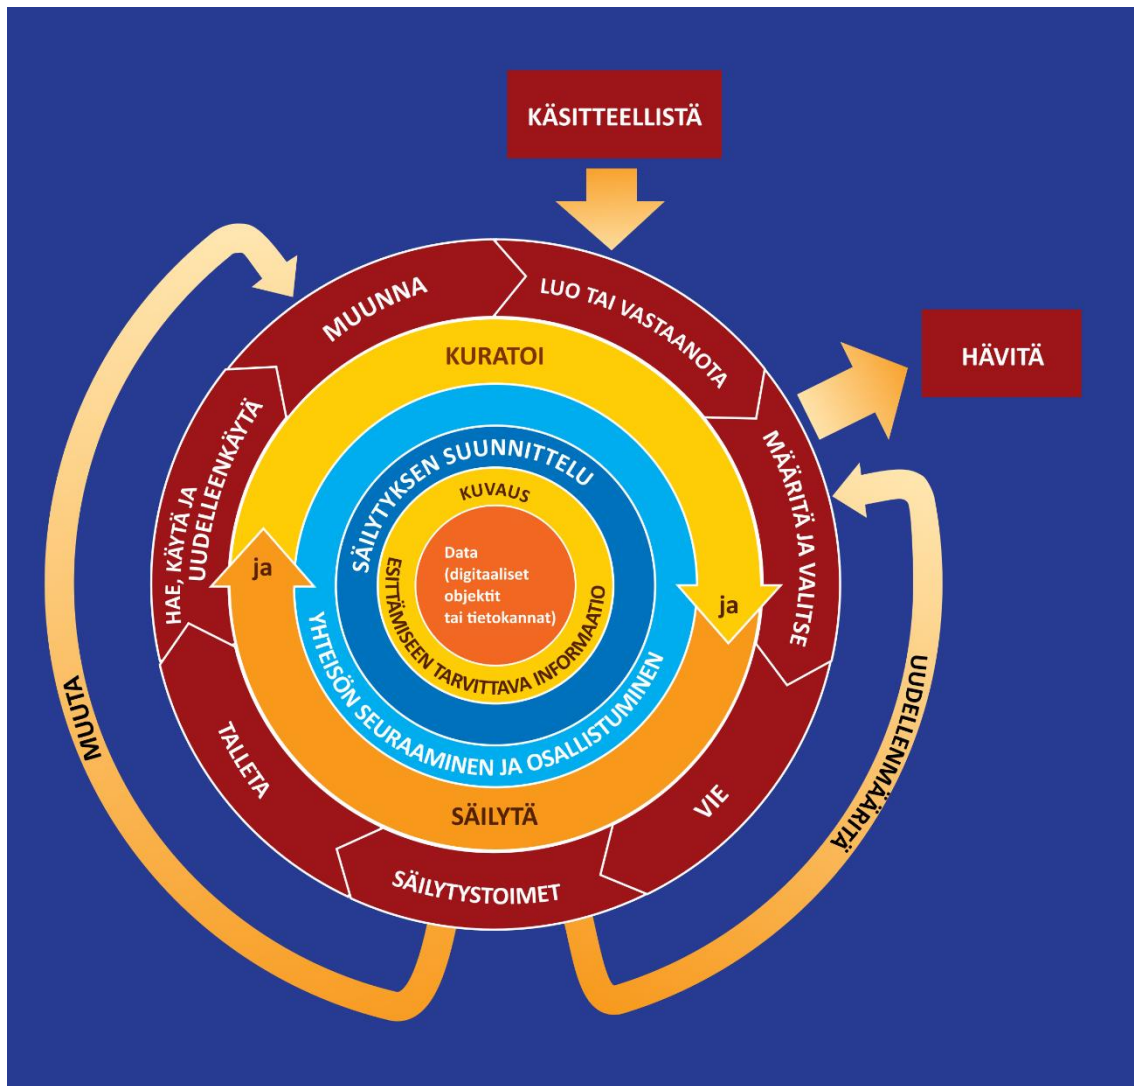 KÄSITTEELLISTÄ
HÄVITÄ
LUO TAI VASTAANOTA
MÄÄRITÄ JA VALITSE
VIE
SÄILYTYSTOIMET
TALLETA
HAE, KÄYTÄ JA
UUDELLEENKÄYTÄ
MUUNNA
KURATOI
ja
SÄILYTÄ
ja
YHTEISÖN SEURAAMINEN JA OSALLISTUMINEN
SÄILYTYKSEN SUUNNITTELU
KUVAUS
ESITTÄMISEEN TARVITTAVA INFORMAATIO
Data
(digitaaliset
objektit
tai tietokannat)
MUUTA
UUDELLENMÄÄRITÄ